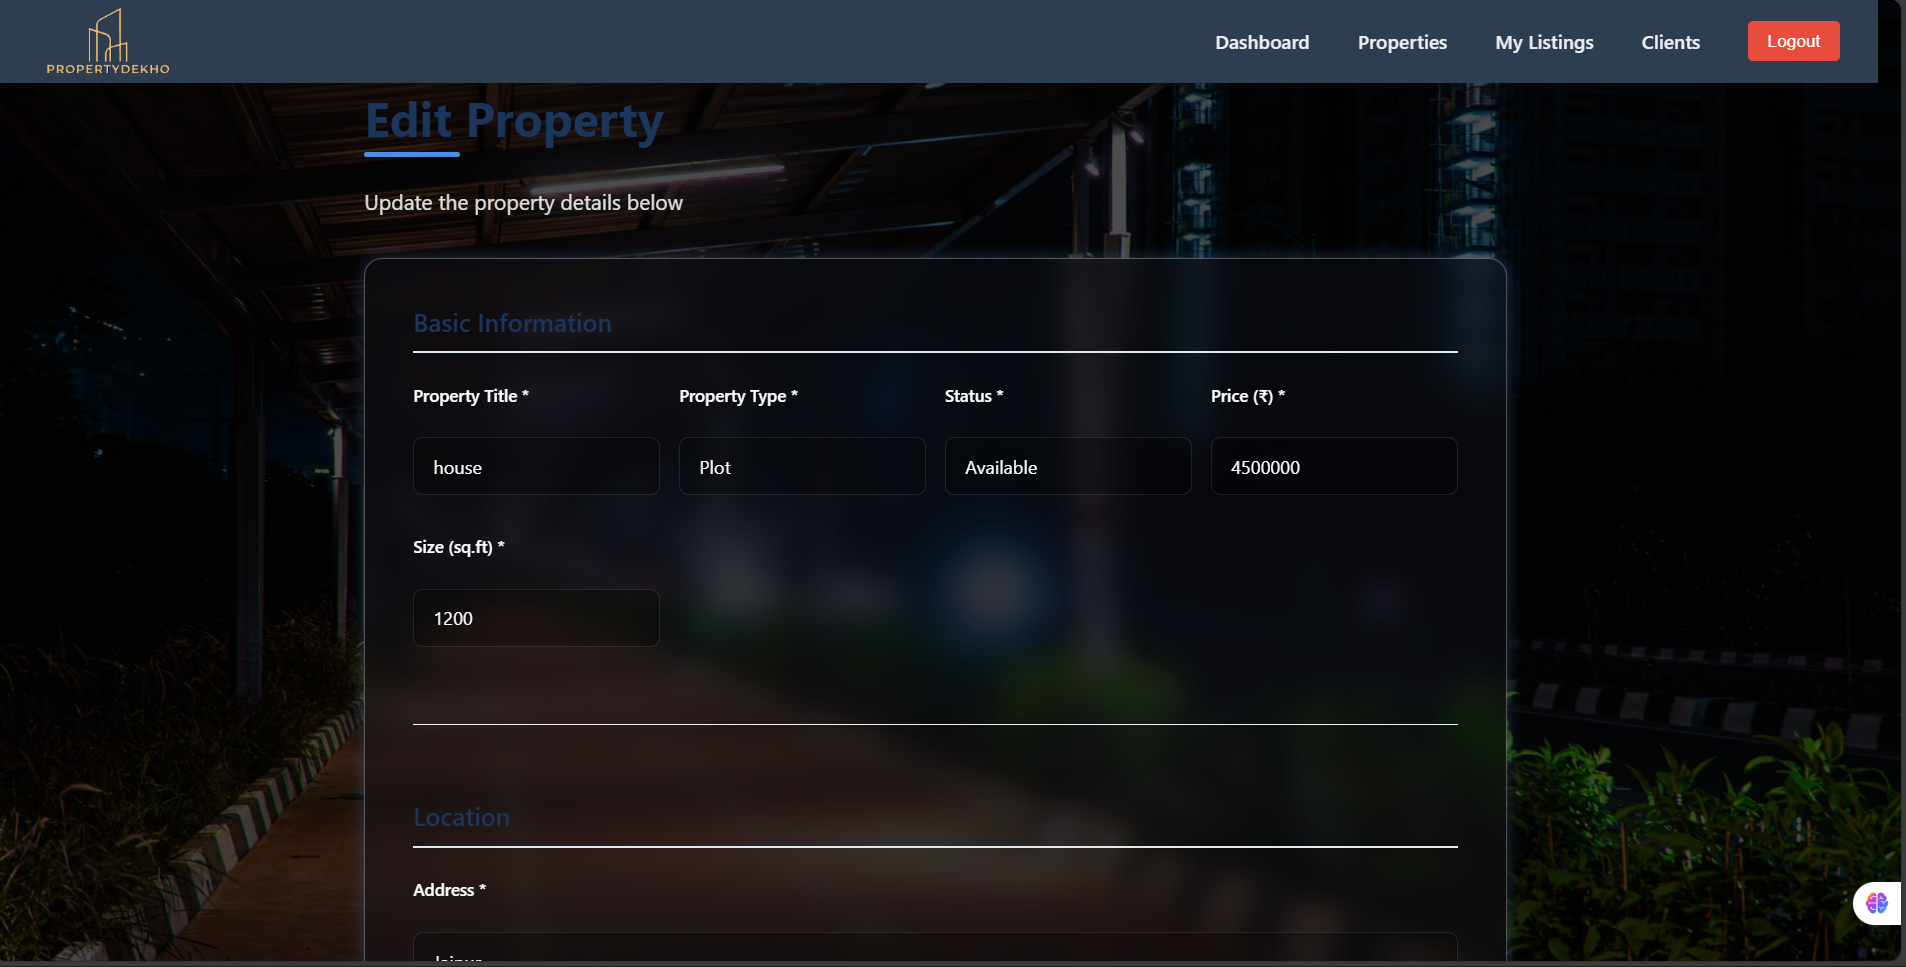 PROPERTYDEKHO
Dashboard Properties My Listings Clients Logout
Edit Property
Update the property details below
Basic Information
Property Title * Property Type * Status * Price (₹) *
house Plot Available 4500000
Size (sq.ft) *
1200
Location
Address *
Jaipur